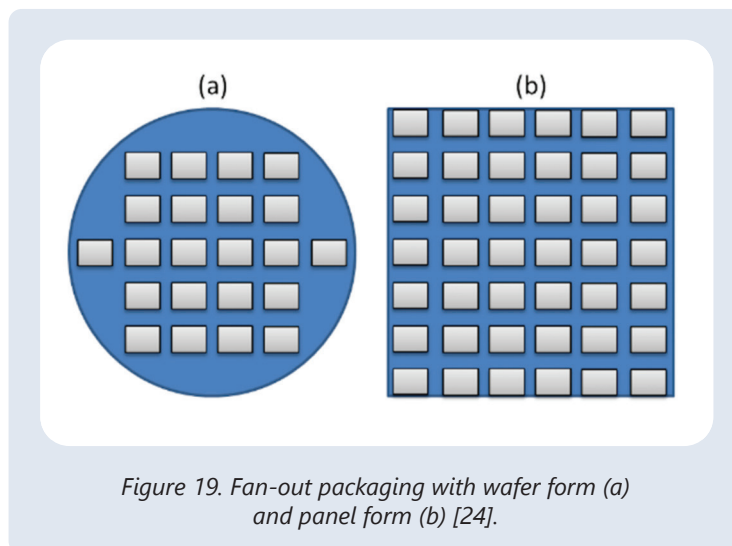 (a)
(b)
Figure 19. Fan-out packaging with wafer form (a)
and panel form (b) [24].